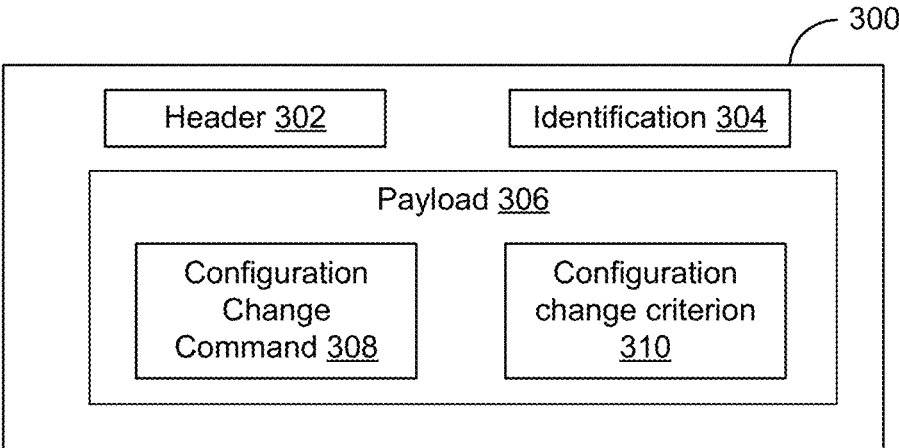 300
Header 302
Identification 304
Payload 306
Configuration
Change
Command 308
Configuration
change criterion
310